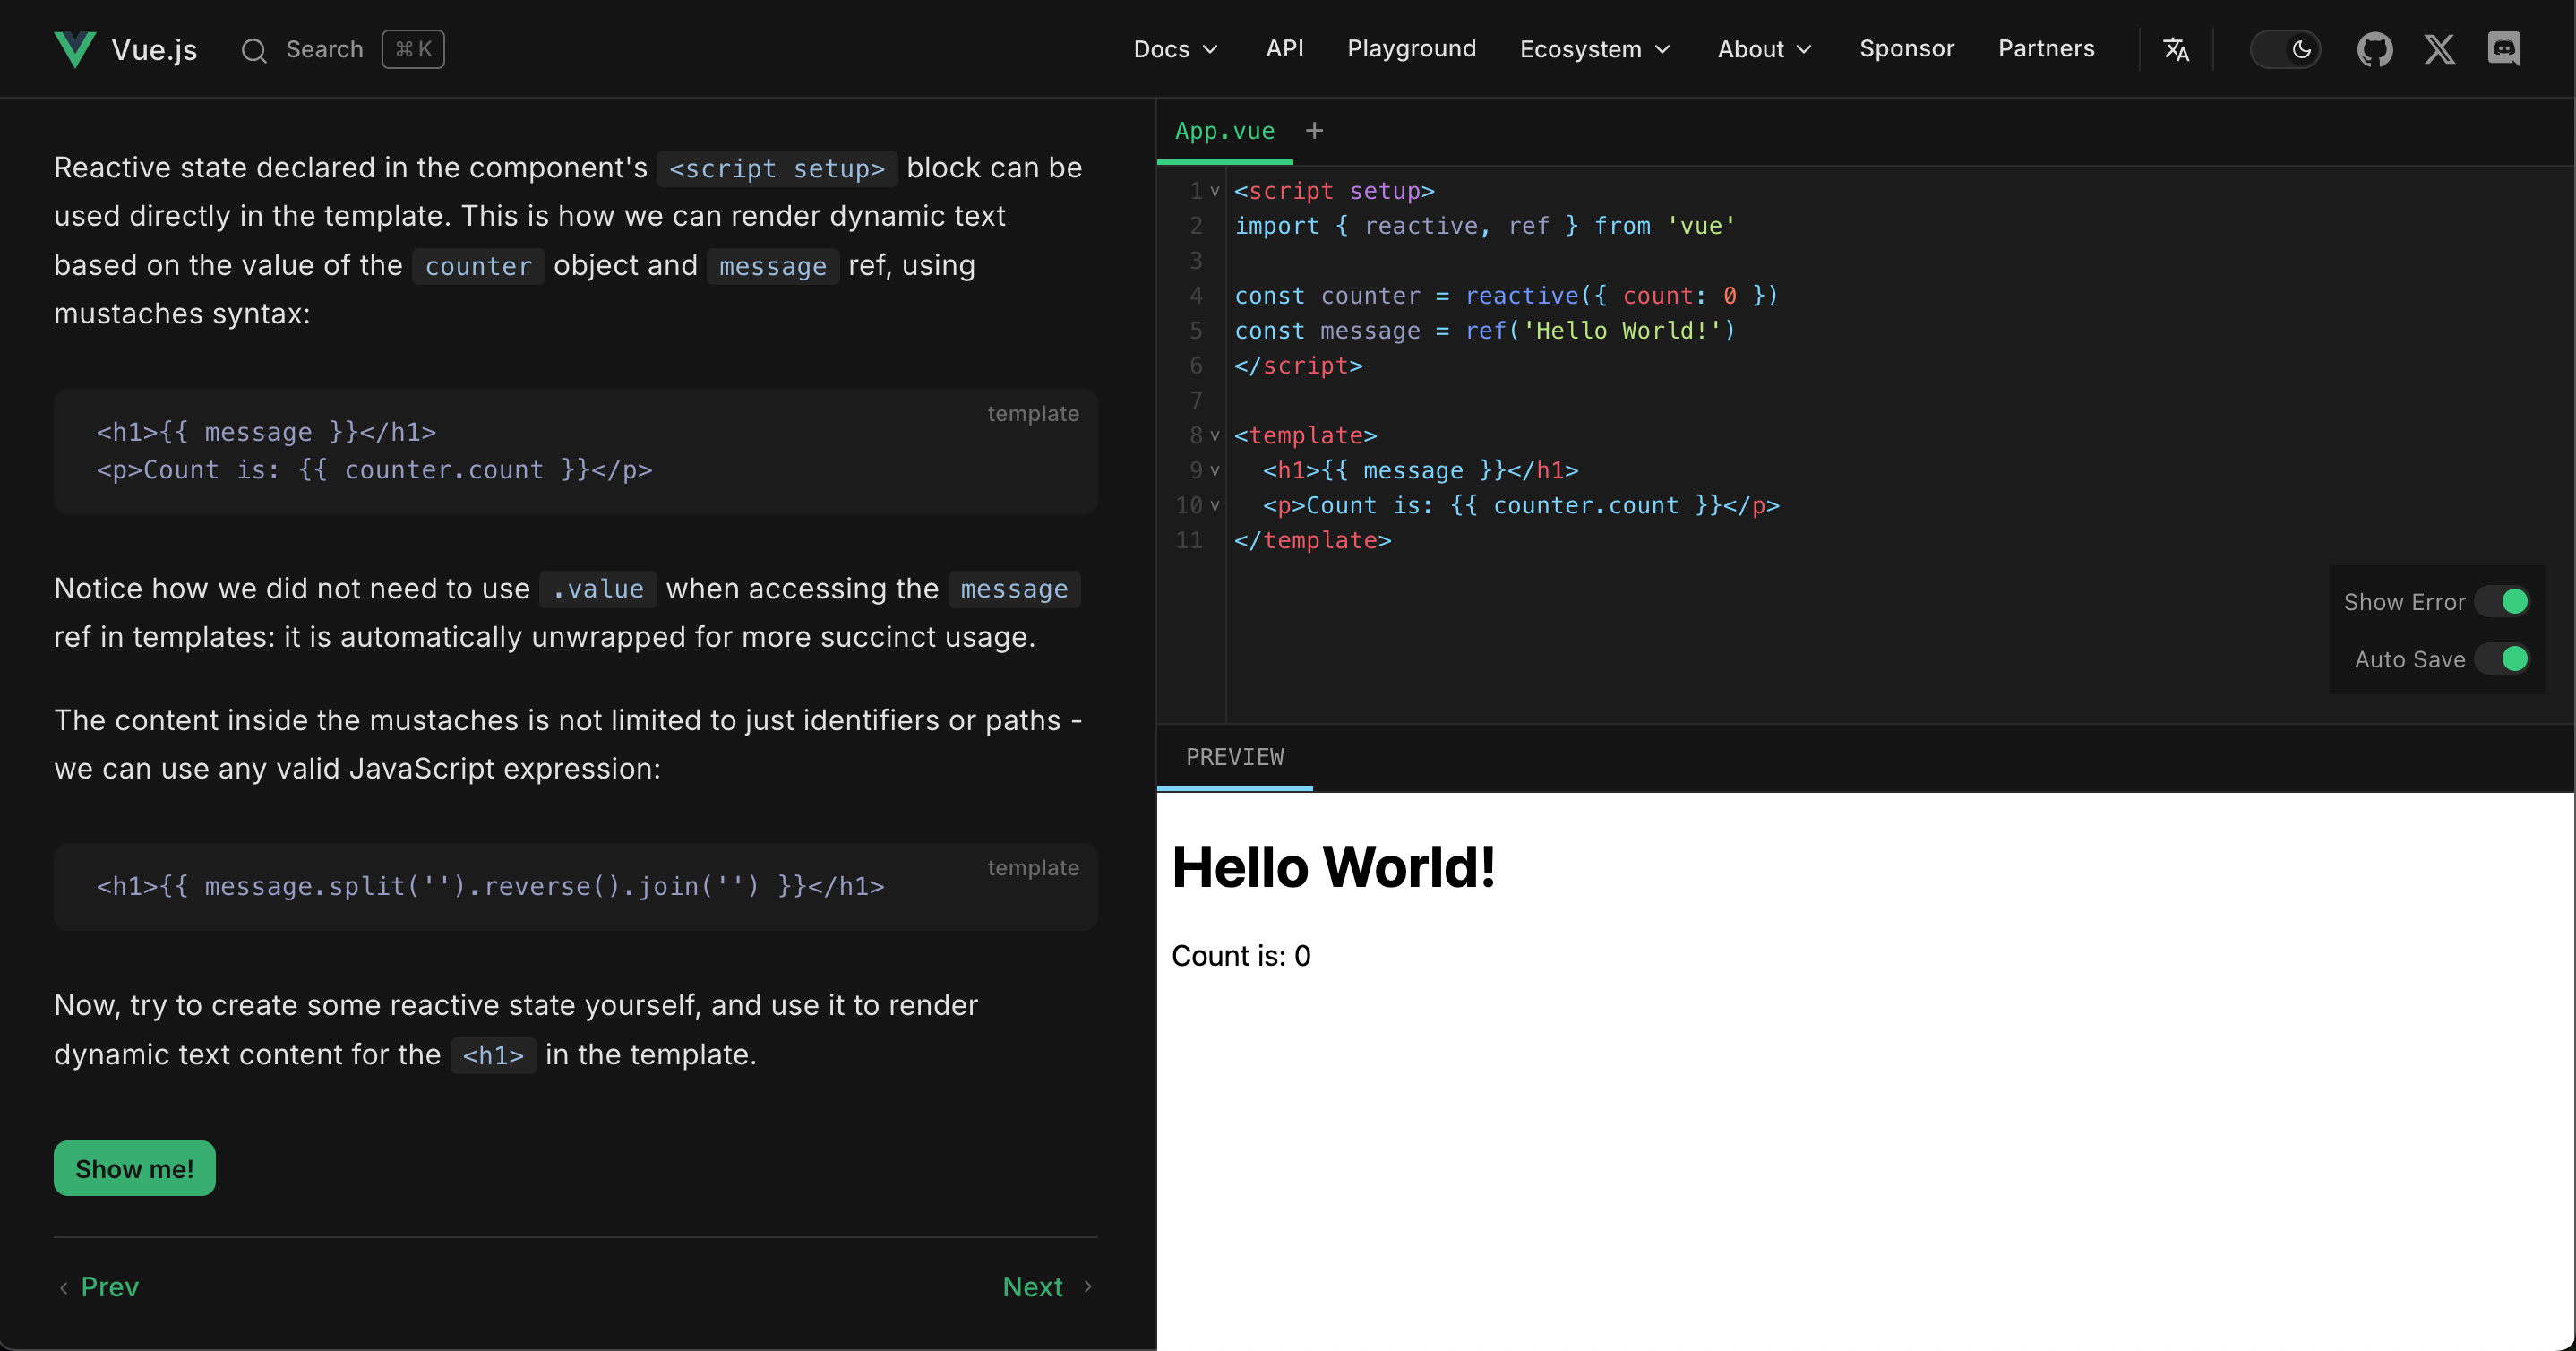 Vue.js Search ⌘ K Docs API Playground Ecosystem About Sponsor Partners
Reactive state declared in the component's <script setup> block can be
used directly in the template. This is how we can render dynamic text
based on the value of the counter object and message ref, using
mustaches syntax:
template
<h1>{{ message }}</h1>
<p>Count is: {{ counter.count }}</p>
Notice how we did not need to use .value when accessing the message
ref in templates: it is automatically unwrapped for more succinct usage.
The content inside the mustaches is not limited to just identifiers or paths -
we can use any valid JavaScript expression:
template
<h1>{{ message.split('').reverse().join('') }}</h1>
Now, try to create some reactive state yourself, and use it to render
dynamic text content for the <h1> in the template.
Show me!
Prev Next
App.vue +
1 <script setup>
2 import { reactive, ref } from 'vue'
3
4 const counter = reactive({ count: 0 })
5 const message = ref('Hello World!')
6 </script>
7
8 <template>
9   <h1>{{ message }}</h1>
10   <p>Count is: {{ counter.count }}</p>
11 </template>
Show Error
Auto Save
PREVIEW
Hello World!
Count is: 0